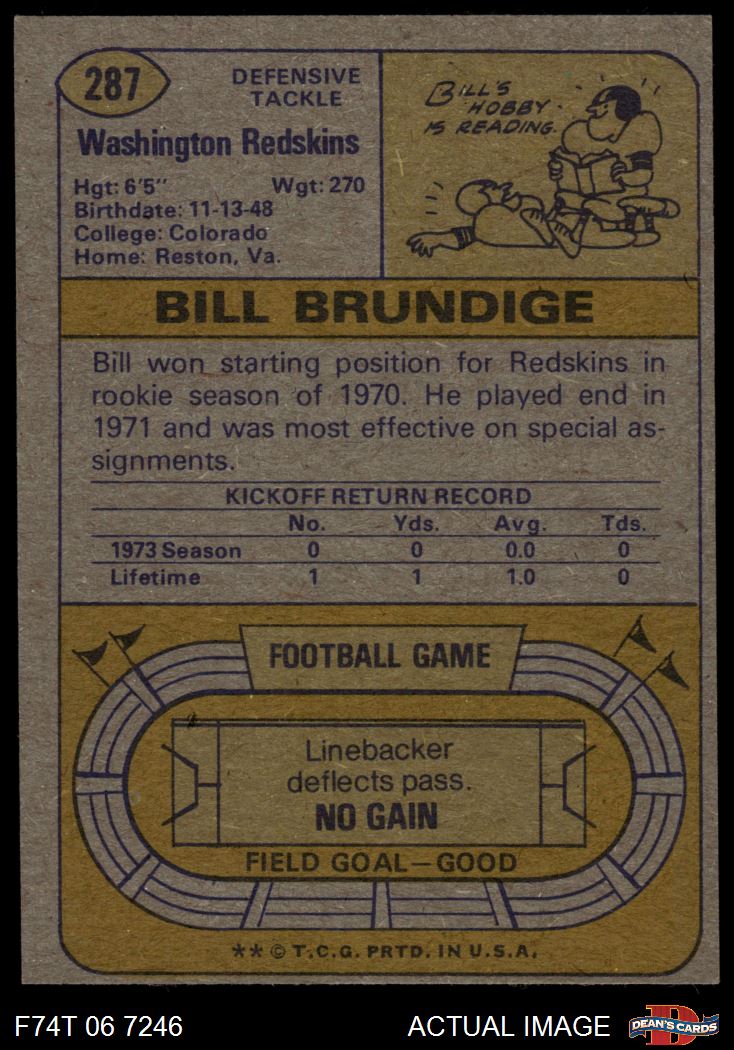 287
DEFENSIVE
TACKLE
Washington Redskins
Hgt: 6'5" Wgt: 270
Birthdate: 11-13-48
College: Colorado
Home: Reston, Va.
BILL'S
HOBBY
IS READING.
BILL BRUNDIGE
Bill won starting position for Redskins in
rookie season of 1970. He played end in
1971 and was most effective on special as-
signments.
KICKOFF RETURN RECORD
No. Yds. Avg. Tds.
1973 Season 0 0 0.0 0
Lifetime 1 1 1.0 0
FOOTBALL GAME
Linebacker
deflects pass.
NO GAIN
FIELD GOAL—GOOD
** © T.C.G. PRTD. IN U.S.A.
F74T 06 7246 ACTUAL IMAGE
D
DEAN'S CARDS